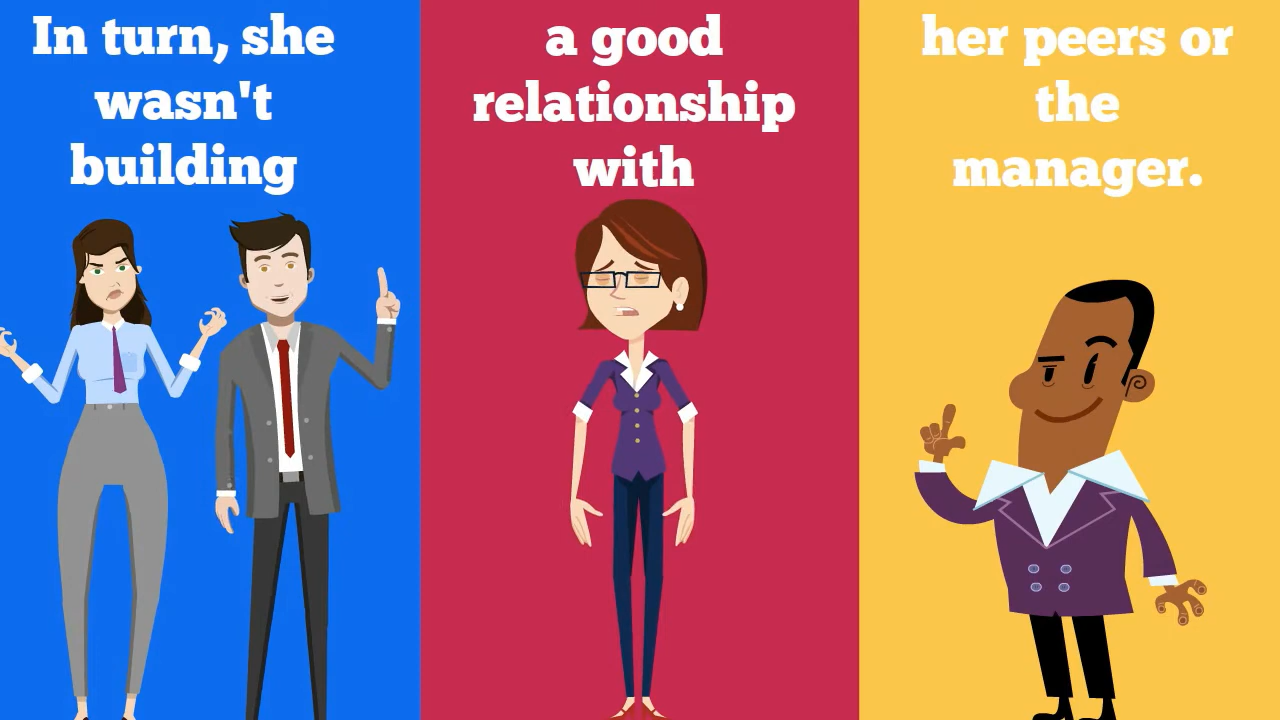 In turn, she
wasn't
building
a good
relationship
with
her peers or
the
manager.